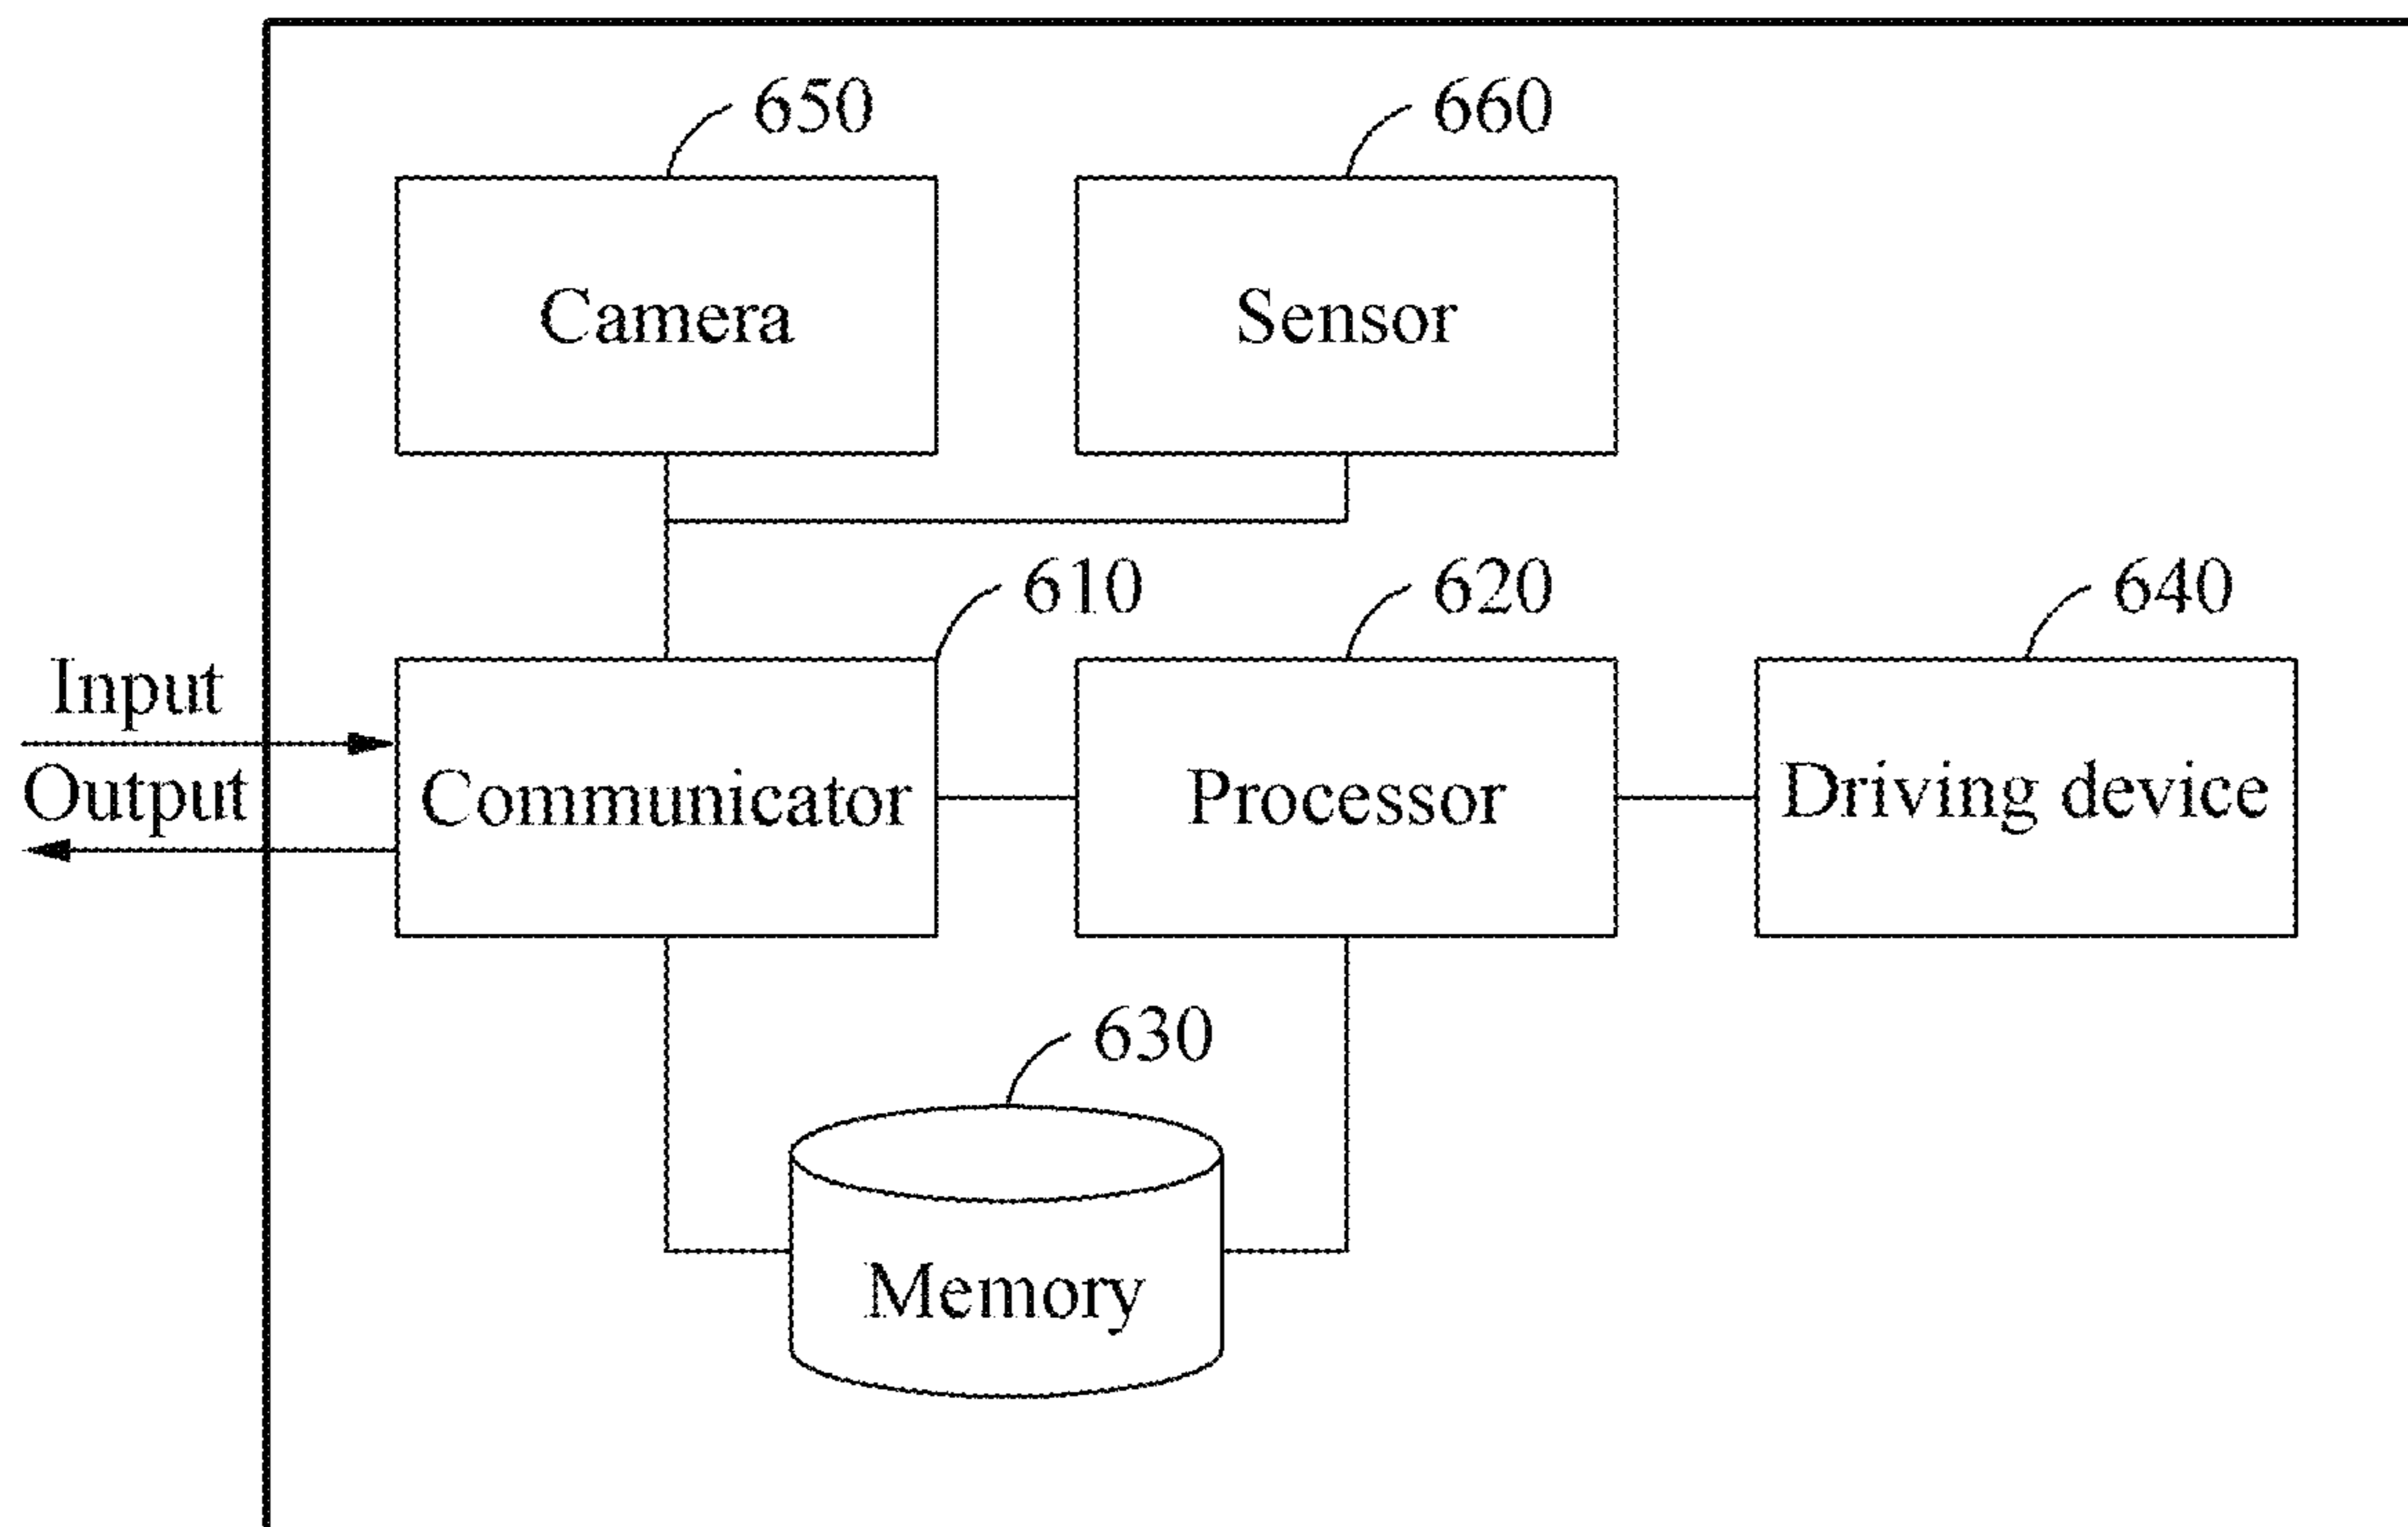 650
660
Camera
Sensor
610
620
640
Input
Output
Communicator
Processor
Driving device
630
Memory